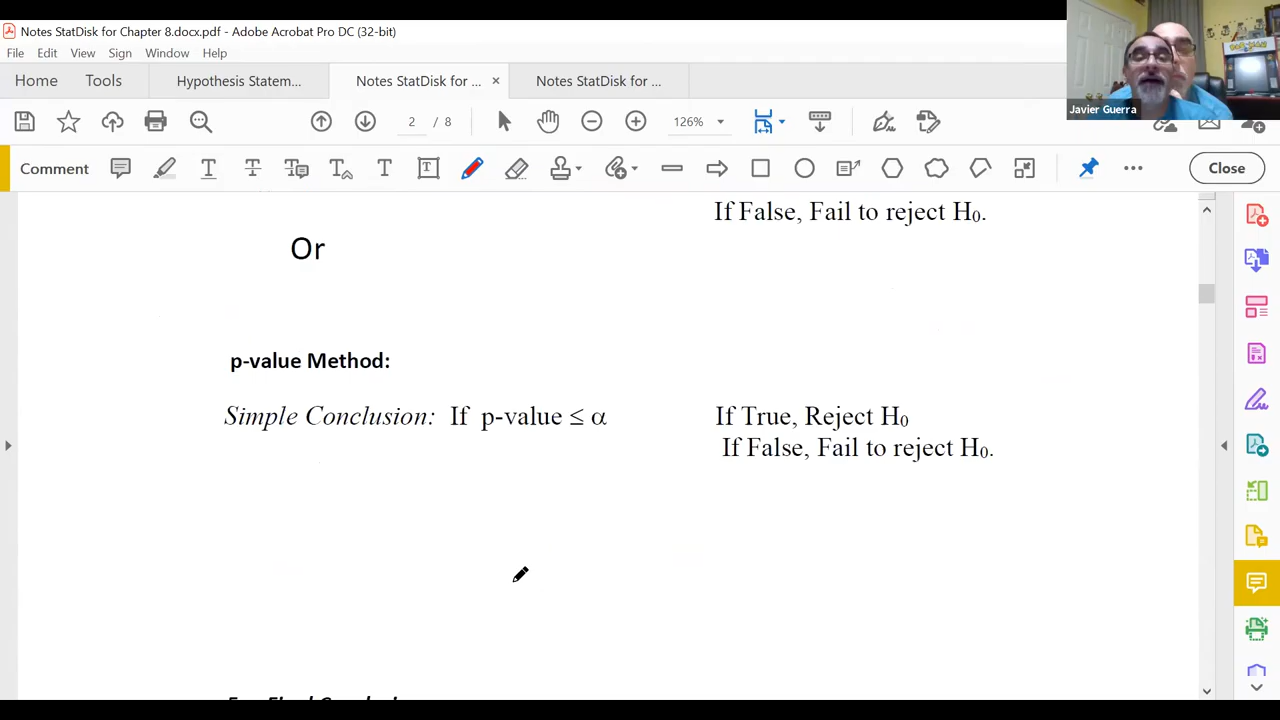 Notes StatDisk for Chapter 8.docx.pdf - Adobe Acrobat Pro DC (32-bit)
File Edit View Sign Window Help
Home Tools Hypothesis Statem... Notes StatDisk for ... × Notes StatDisk for ...
Javier Guerra
2 / 8 126%
Comment Close
If False, Fail to reject H₀.
Or
p-value Method:
Simple Conclusion: If p-value ≤ α If True, Reject H₀
If False, Fail to reject H₀.